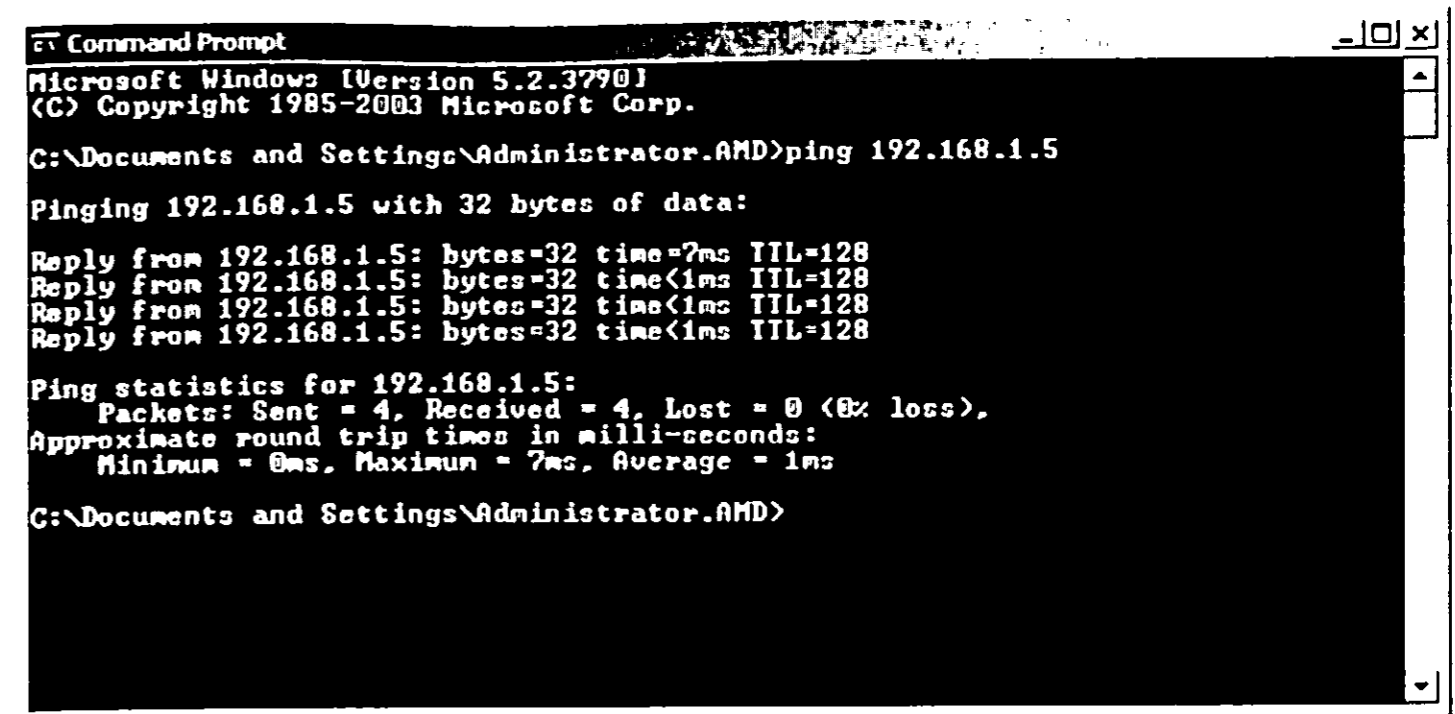 Command Prompt
Microsoft Windows [Version 5.2.3790]
(C) Copyright 1985-2003 Microsoft Corp.
C:\Documents and Settings\Administrator.AMD>ping 192.168.1.5
Pinging 192.168.1.5 with 32 bytes of data:
Reply from 192.168.1.5: bytes=32 time=7ms TTL=128
Reply from 192.168.1.5: bytes=32 time<1ms TTL=128
Reply from 192.168.1.5: bytes=32 time<1ms TTL=128
Reply from 192.168.1.5: bytes=32 time<1ms TTL=128
Ping statistics for 192.168.1.5:
Packets: Sent = 4, Received = 4, Lost = 0 (0% loss),
Approximate round trip times in milli-seconds:
Minimum = 0ms, Maximum = 7ms, Average = 1ms
C:\Documents and Settings\Administrator.AMD>